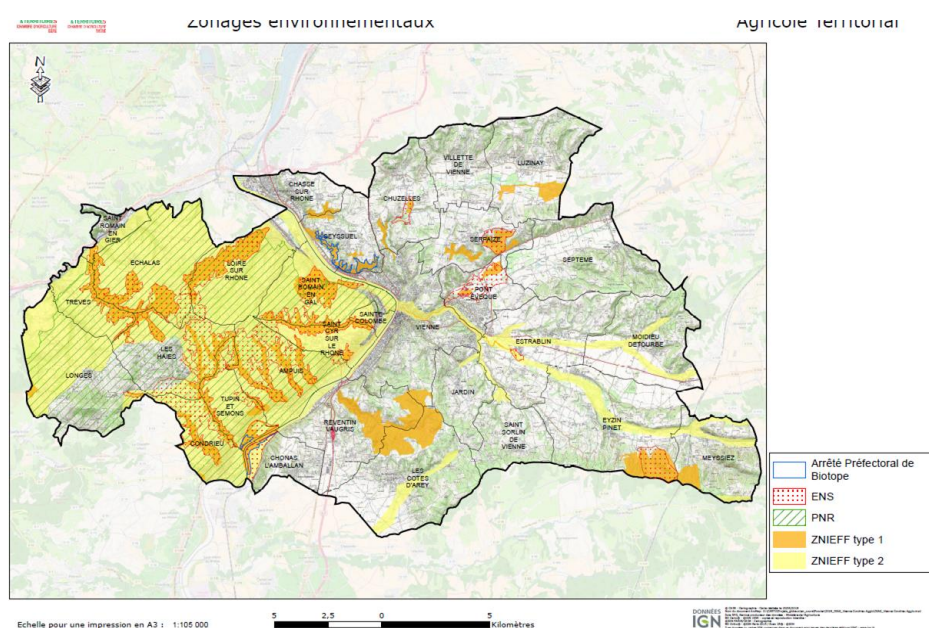 Zonages environnementaux
Agricole Territorial
N
VILLETTE
DE
VIENNE
LUZINAY
CHASSE
SUR
RHONE
CHUZELLES
SAINT
ROMAIN
EN
GIER
SEYSSUEL
SERPAIZE
ECHALAS
LOIRE
SUR
RHONE
SEPTEME
SAINT
ROMAIN
EN
GAL
PONT
EVEQUE
TREVES
SAINTE
COLOMBE
VIENNE
SAINT
CYR
SUR
LE
RHONE
ESTRABLIN
MOIDIEU
DETOURBE
LES
HAIES
LONGES
AMPUIS
JARDIN
TUPIN
ET
SEMONS
REVENTIN
VAUGRIS
SAINT
SORLIN
DE
VIENNE
EYZIN
PINET
CONDRIEU
CHONAS
L'AMBALLAN
LES
COTES
D'AREY
MEYSSIEZ
Arrêté Préfectoral de
Biotope
ENS
PNR
ZNIEFF type 1
ZNIEFF type 2
Echelle pour une impression en A3 : 1:105 000
5 2,5 0 5
Kilomètres
DONNÉES
IGN